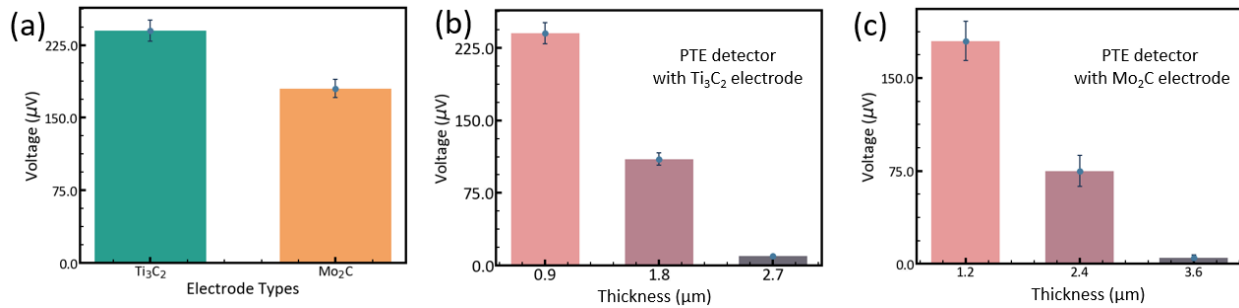 (a)
Voltage (μV)
225.0
150.0
75.0
0.0
Ti₃C₂
Mo₂C
Electrode Types
(b)
Voltage (μV)
225.0
150.0
75.0
0.0
PTE detector
with Ti₃C₂ electrode
0.9
1.8
2.7
Thickness (μm)
(c)
Voltage (μV)
150.0
75.0
0.0
PTE detector
with Mo₂C electrode
1.2
2.4
3.6
Thickness (μm)